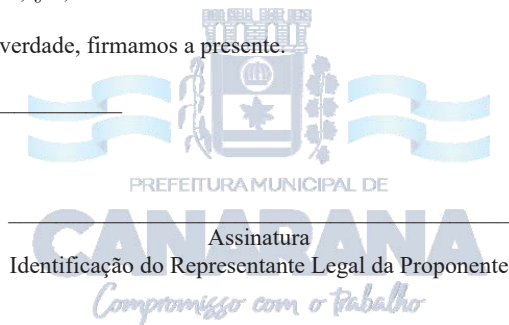 verdade, firmamos a presente.
PREFEITURA MUNICIPAL DE
CANARANA
Assinatura
Identificação do Representante Legal da Proponente
Compromisso com o Trabalho